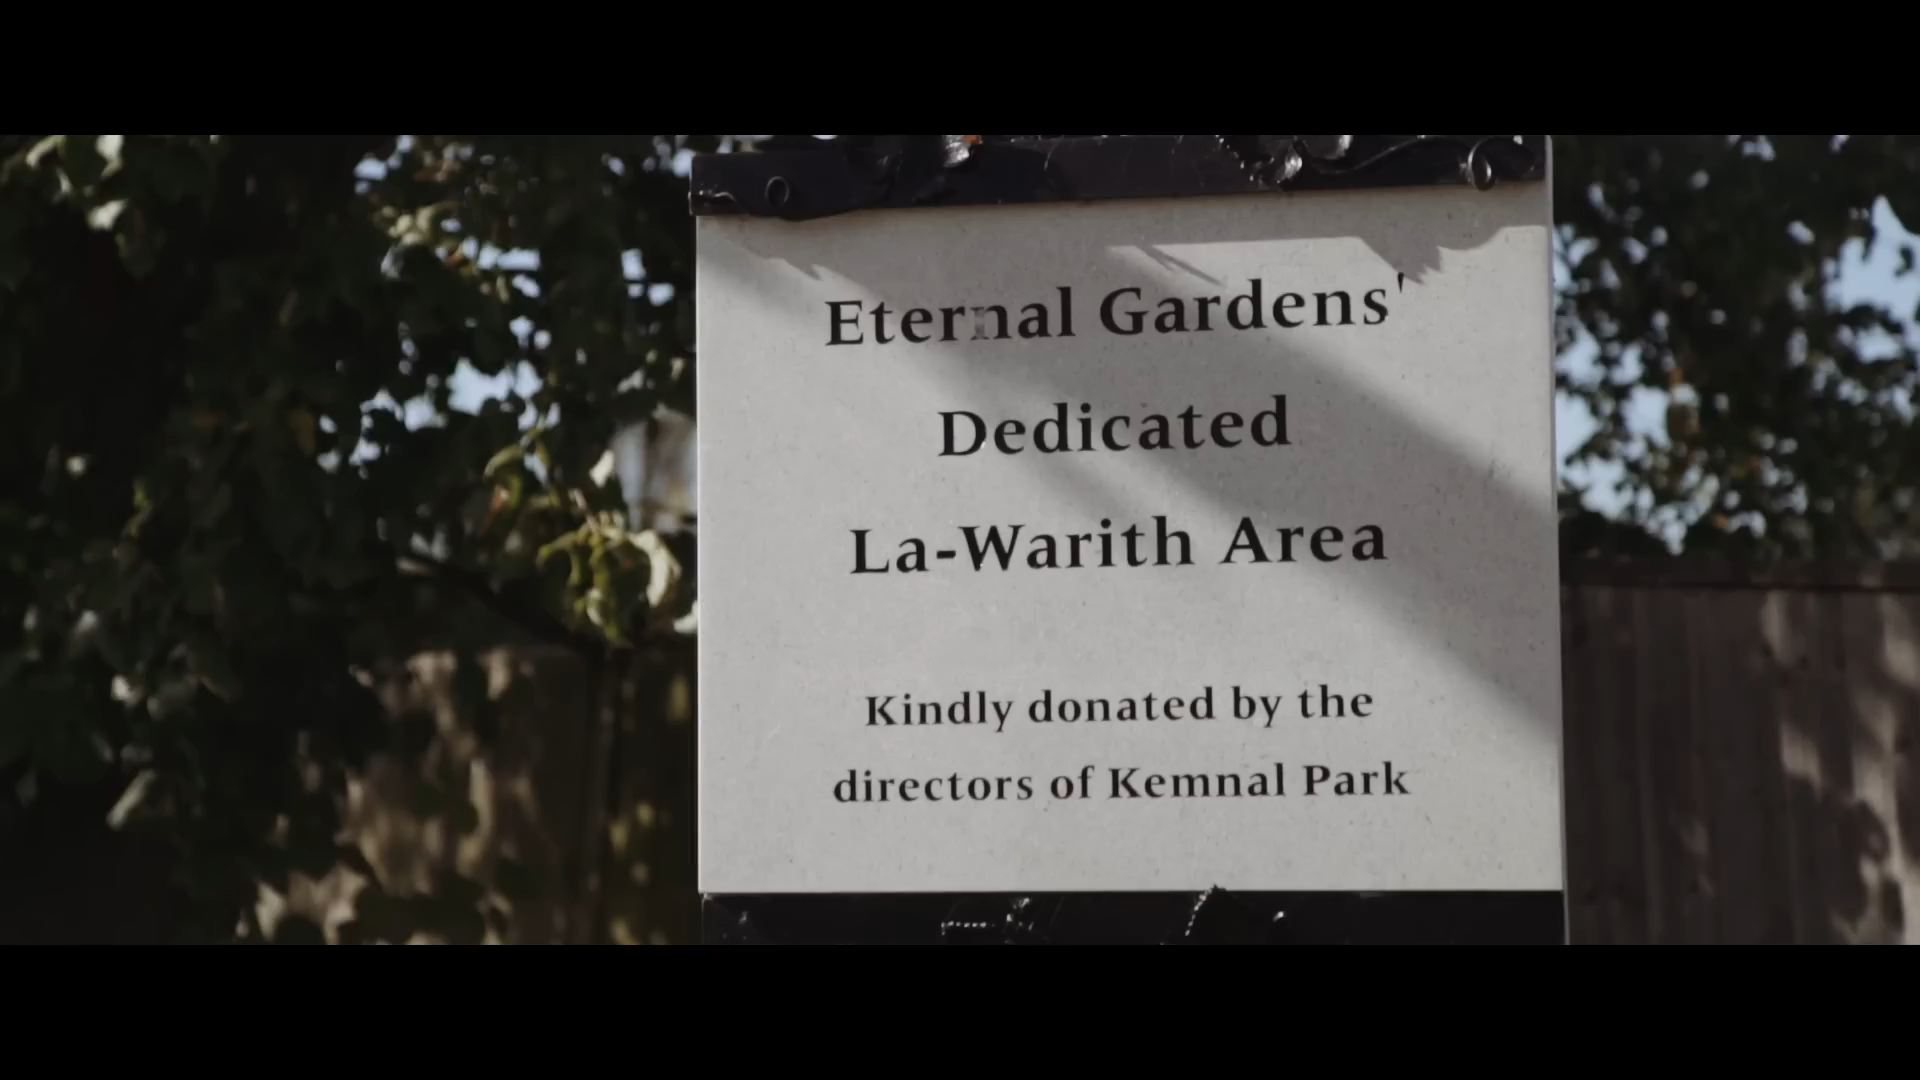 Eternal Gardens'
Dedicated
La-Warith Area
Kindly donated by the
directors of Kemnal Park